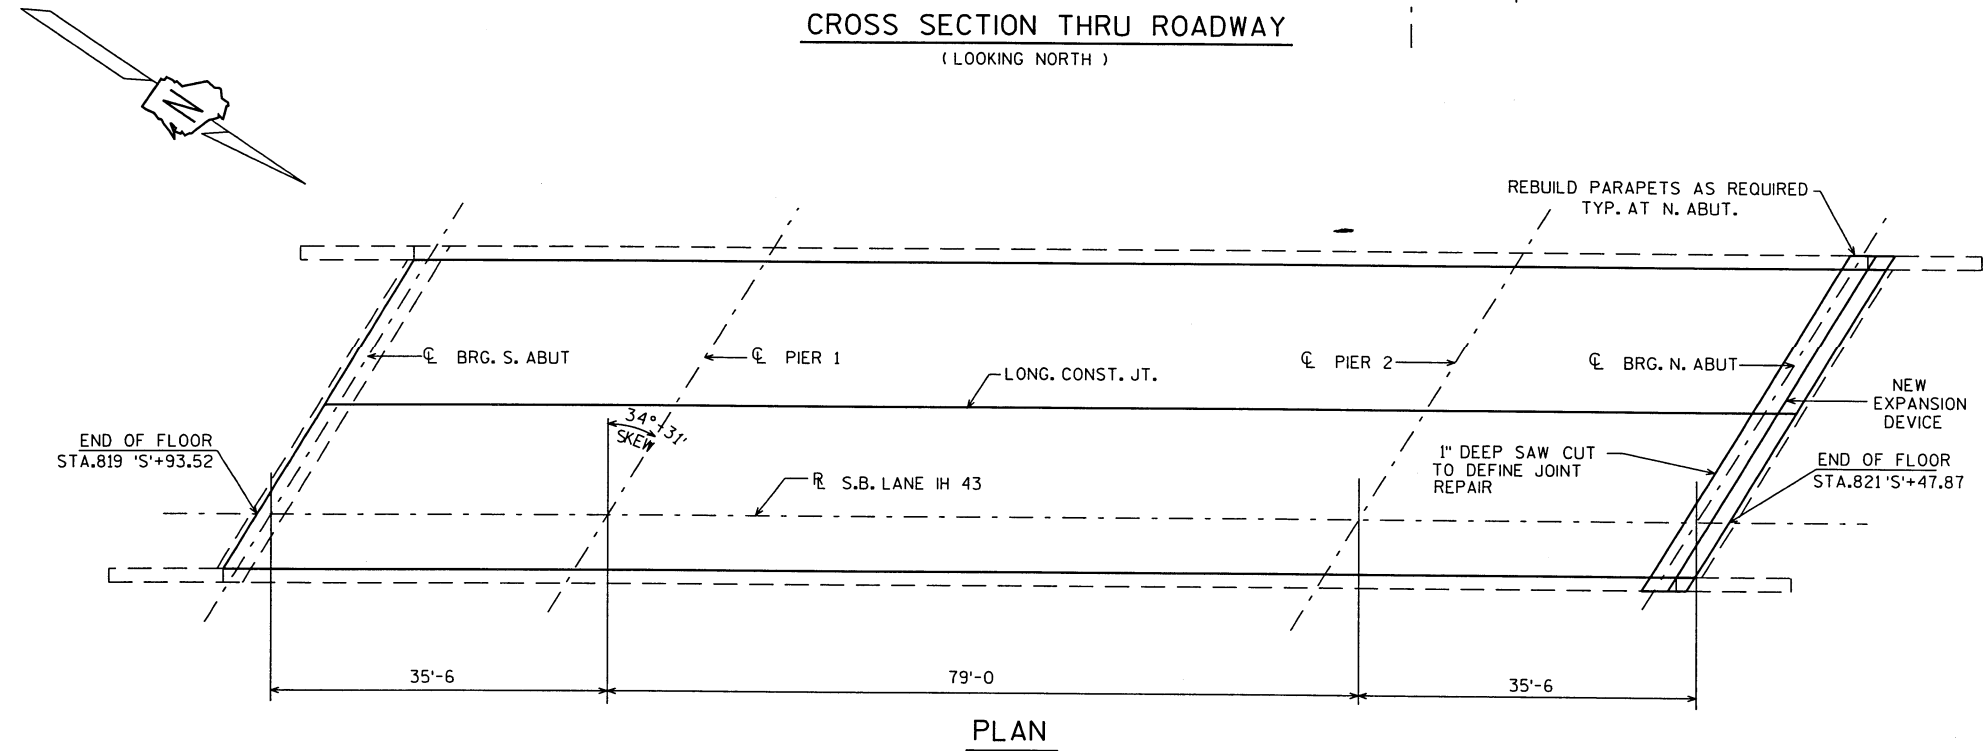 CROSS SECTION THRU ROADWAY
( LOOKING NORTH )
N
REBUILD PARAPETS AS REQUIRED
TYP. AT N. ABUT.
℄ BRG. S. ABUT
℄ PIER 1
℄ PIER 2
℄ BRG. N. ABUT
LONG. CONST. JT.
NEW
EXPANSION
DEVICE
34°31'
SKEW
END OF FLOOR
STA.819 'S'+93.52
1" DEEP SAW CUT
TO DEFINE JOINT
REPAIR
END OF FLOOR
STA.821 'S'+47.87
RL S.B. LANE IH 43
35'-6
79'-0
35'-6
PLAN